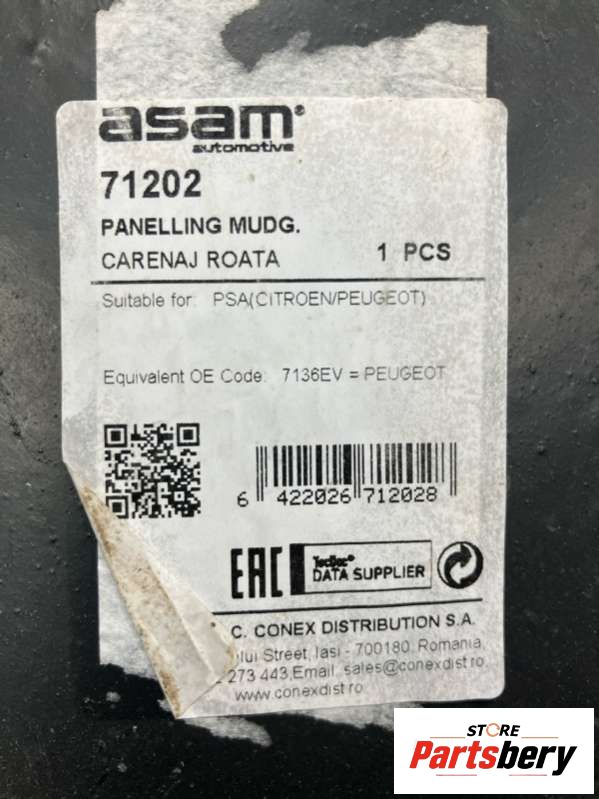 asam
automotive
71202
PANELLING MUDG.
CARENAJ ROATA 1 PCS
Suitable for: PSA(CITROEN/PEUGEOT)
Equivalent OE Code: 7136EV = PEUGEOT
6 422026 712028
EAC
TecDoc®
DATA SUPPLIER
C. CONEX DISTRIBUTION S.A.
Street, Iasi - 700180, Romania,
273 443,Email: sales@conexdist.ro,
www.conexdist.ro
STORE
Partsbery